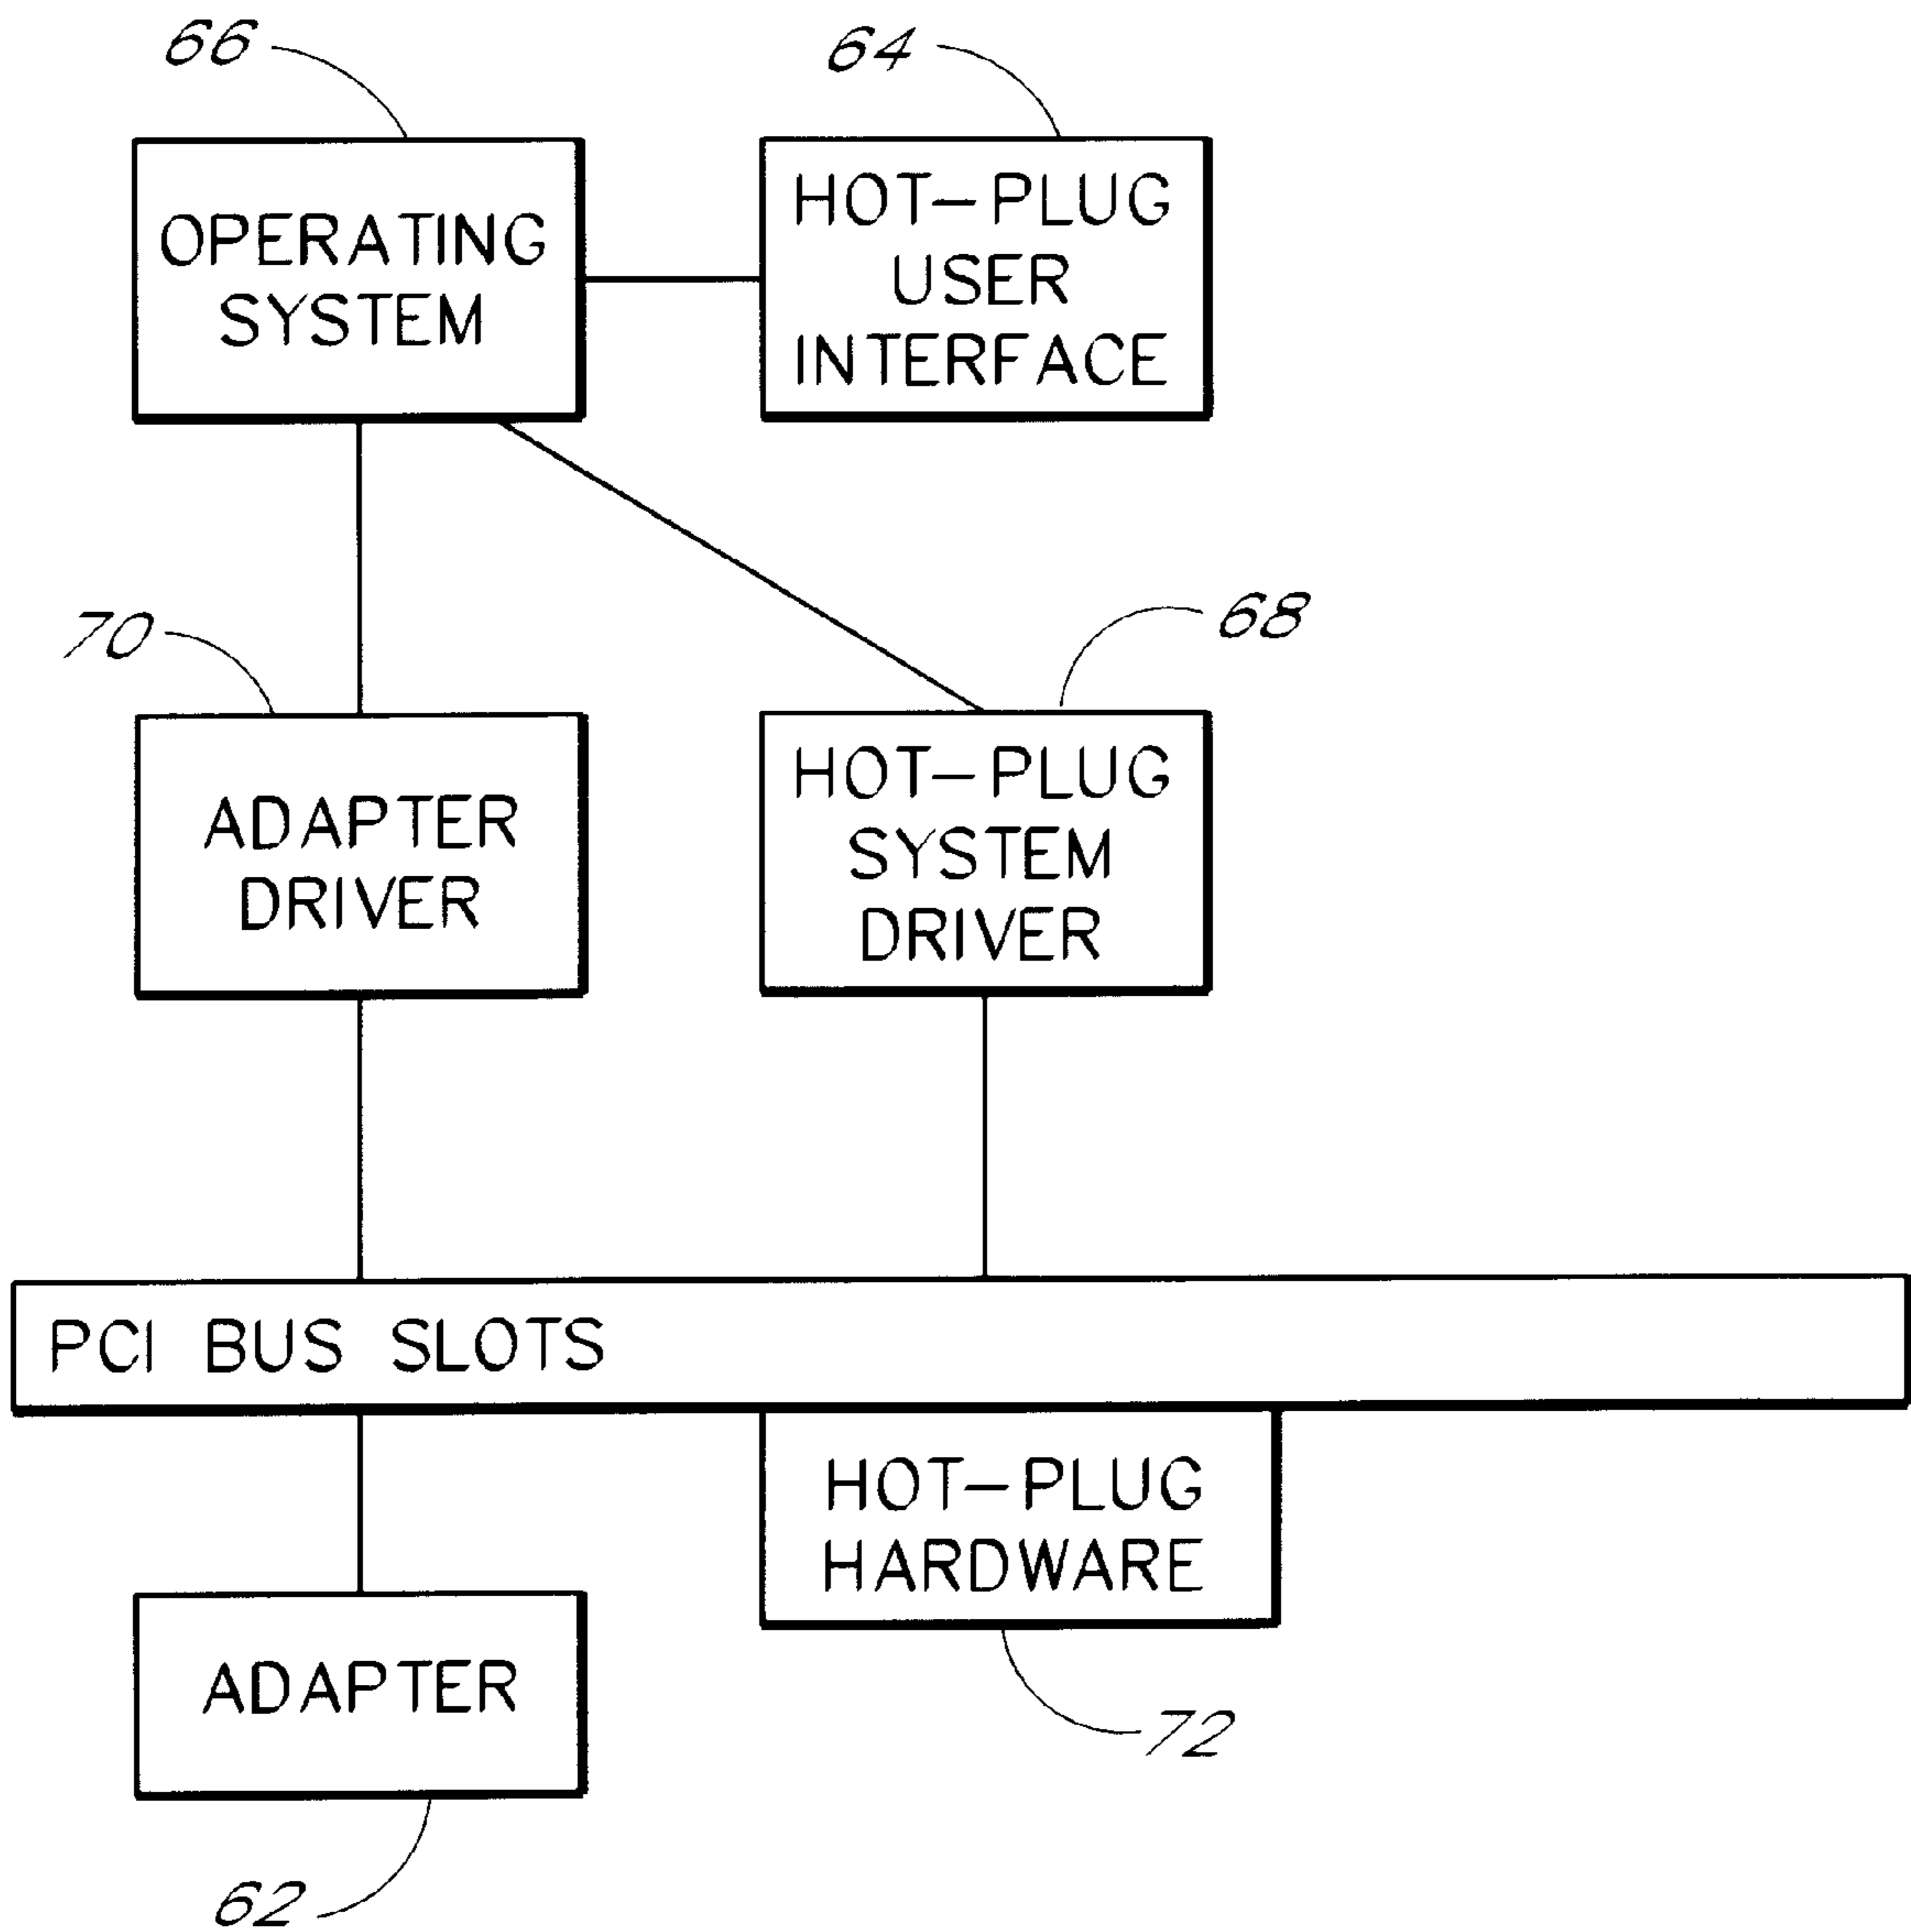 66
64
OPERATING
SYSTEM
HOT-PLUG
USER
INTERFACE
70
68
ADAPTER
DRIVER
HOT-PLUG
SYSTEM
DRIVER
PCI BUS SLOTS
HOT-PLUG
HARDWARE
ADAPTER
72
62